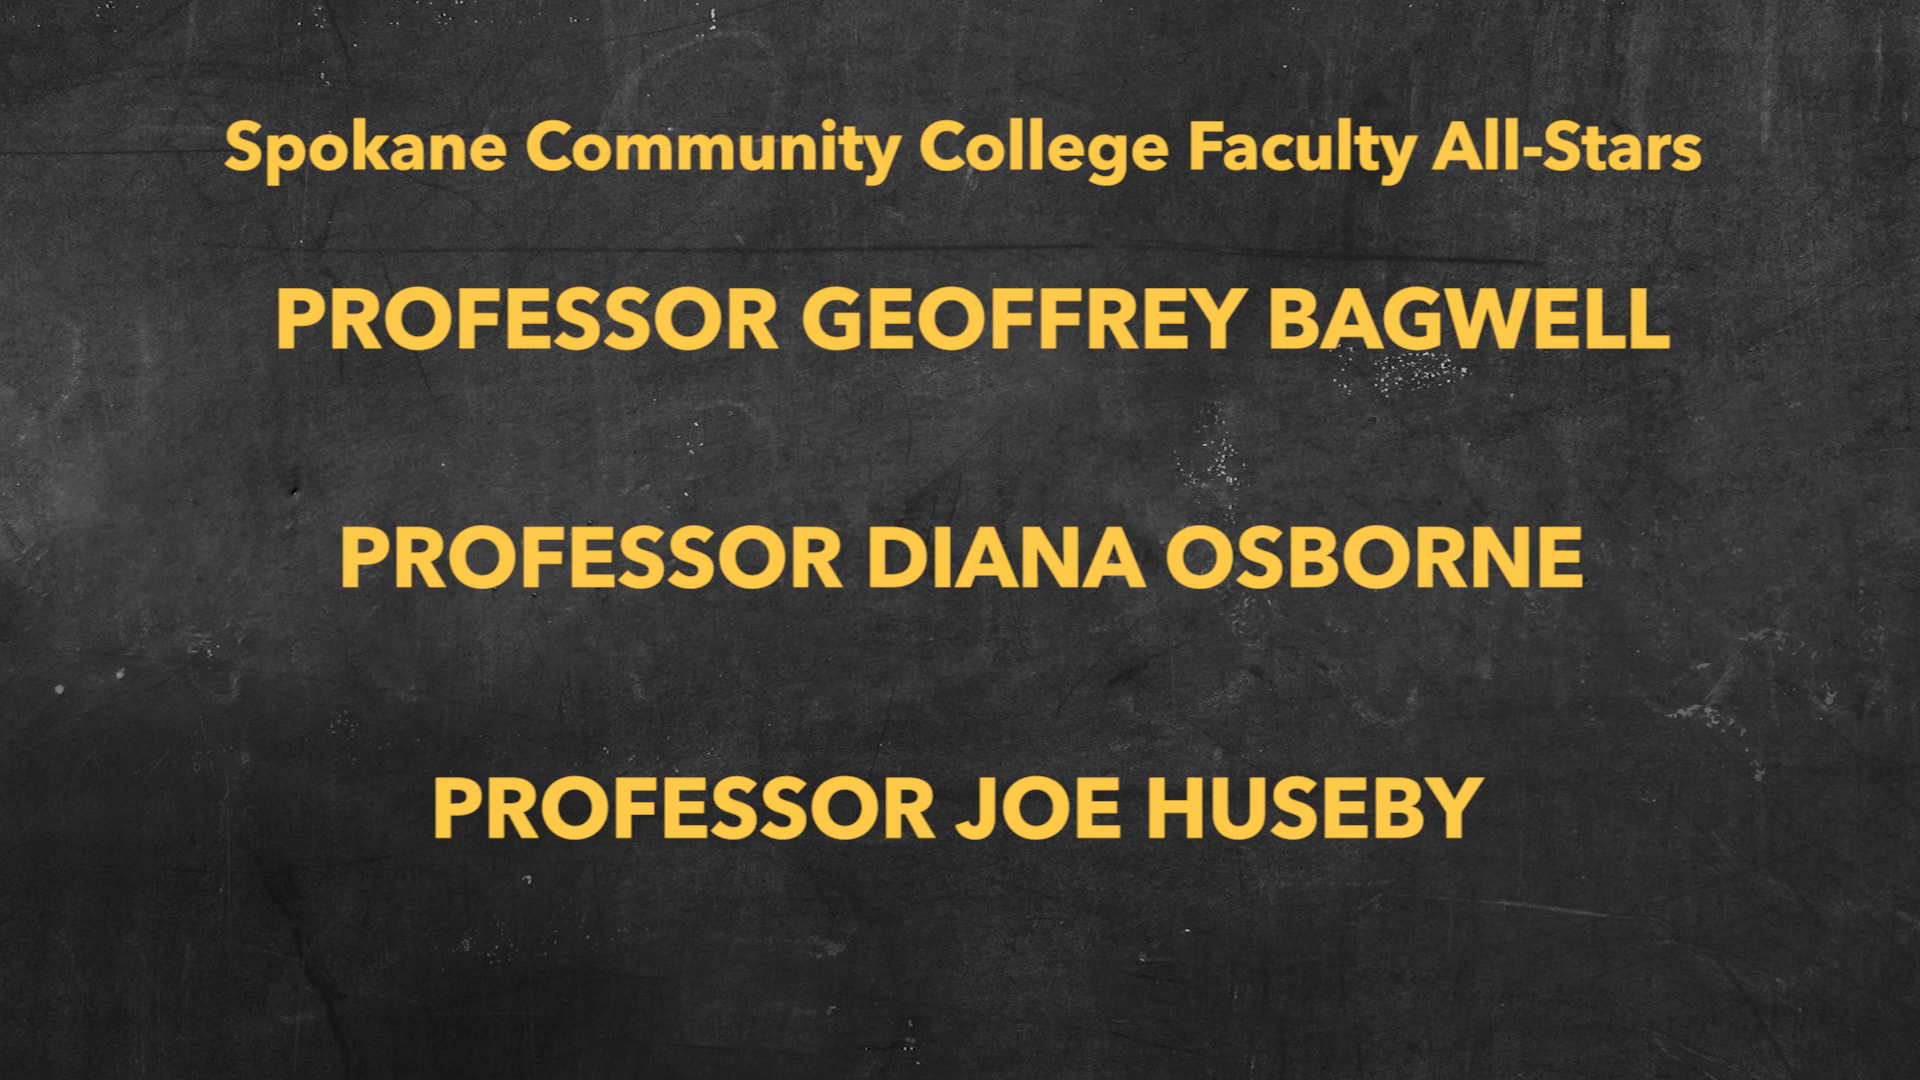 Spokane Community College Faculty All-Stars
PROFESSOR GEOFFREY BAGWELL
PROFESSOR DIANA OSBORNE
PROFESSOR JOE HUSEBY